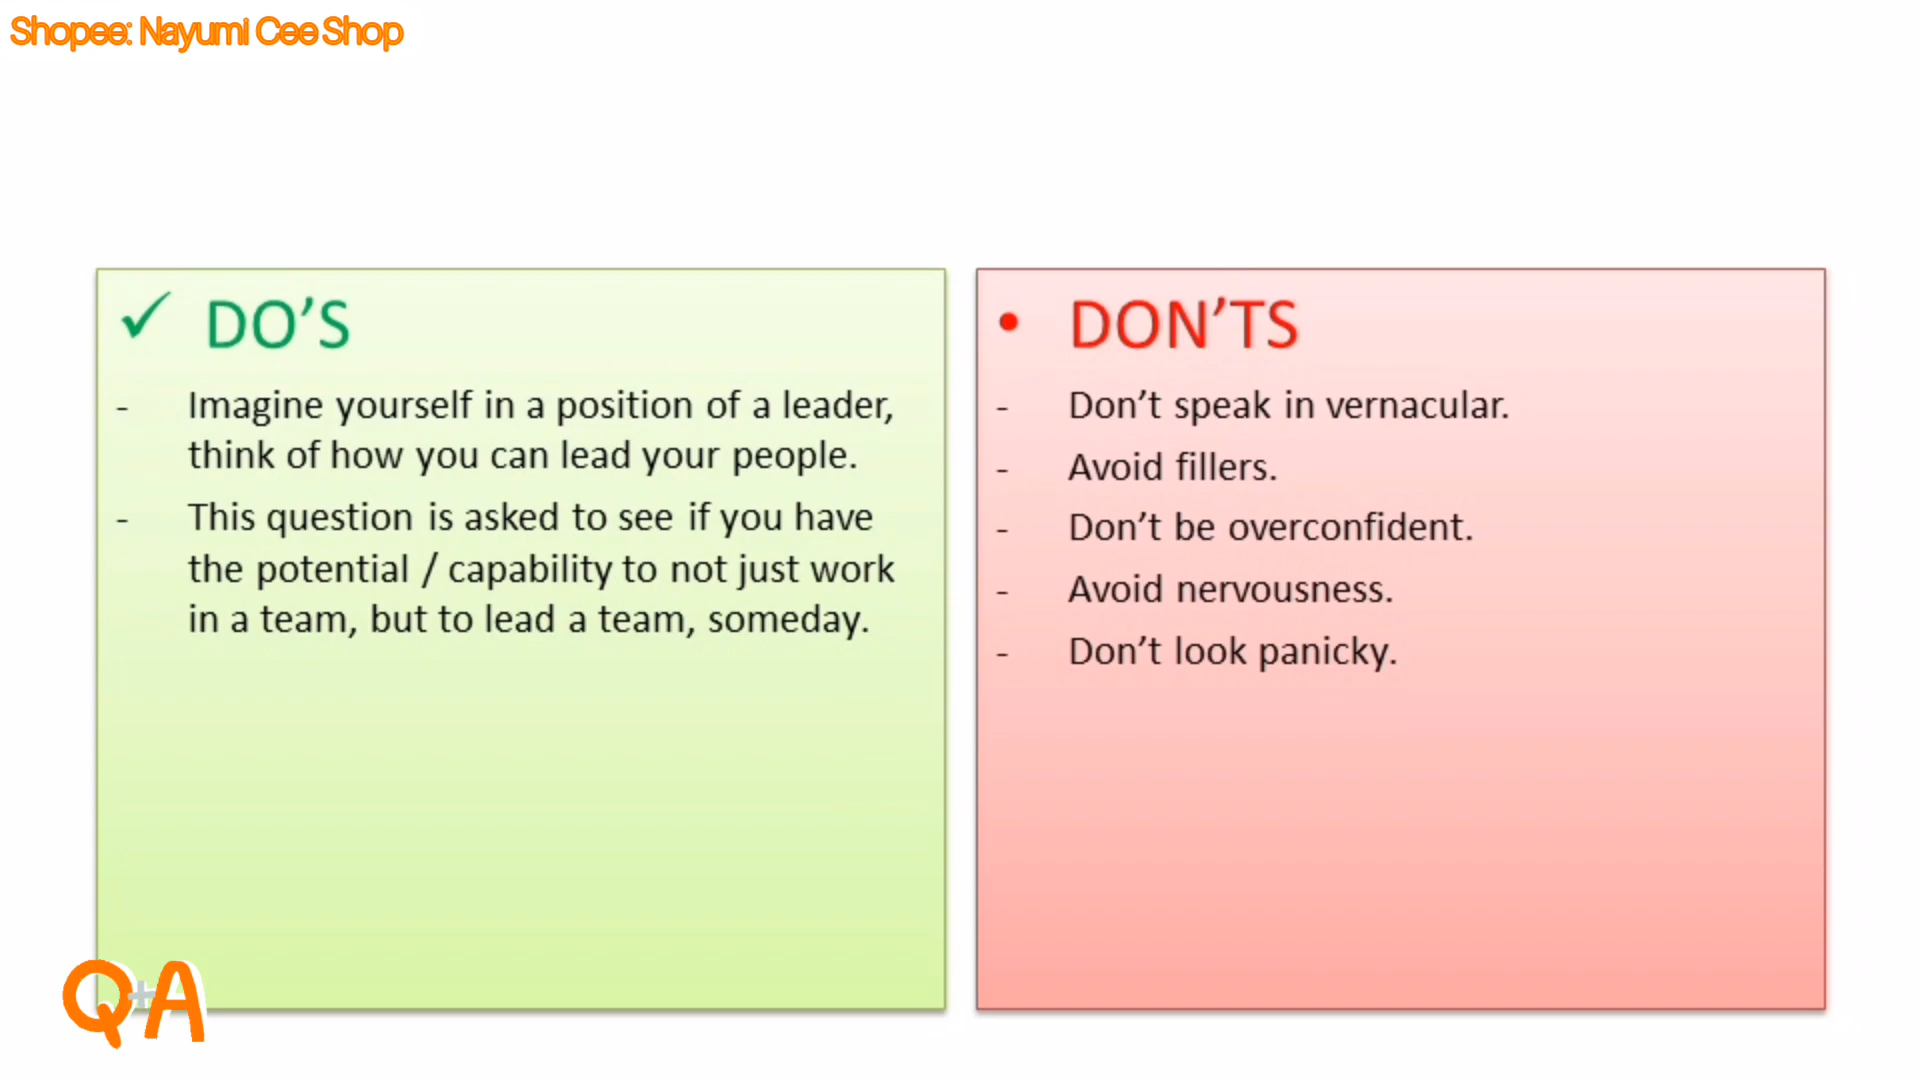 Shopee: Nayumi Cee Shop
✓ DO'S
- Imagine yourself in a position of a leader,
think of how you can lead your people.
- This question is asked to see if you have
the potential / capability to not just work
in a team, but to lead a team, someday.
• DON'TS
- Don't speak in vernacular.
- Avoid fillers.
- Don't be overconfident.
- Avoid nervousness.
- Don't look panicky.
Q+A